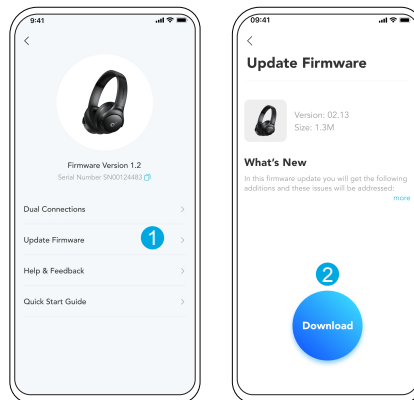 9:41
Firmware Version 1.2
Serial Number SN00124483
Dual Connections
Update Firmware
1
Help & Feedback
Quick Start Guide
09:41
Update Firmware
Version: 02.13
Size: 1.3M
What's New
In this firmware update you will get the following
additions and these issues will be addressed:
more
2
Download